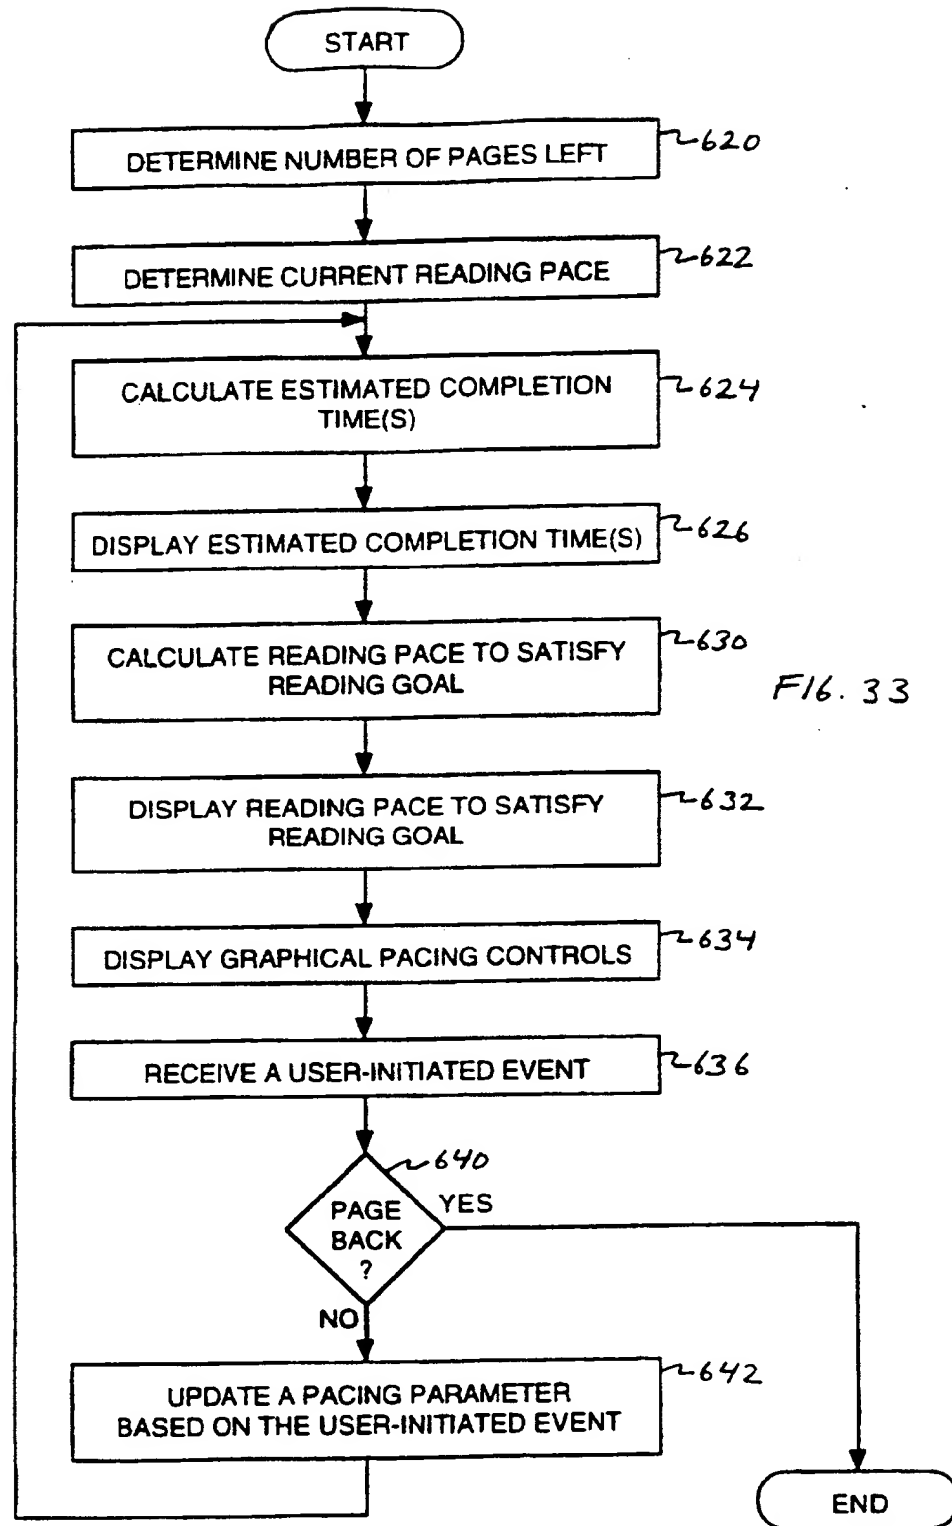 START
DETERMINE NUMBER OF PAGES LEFT
620
DETERMINE CURRENT READING PACE
622
CALCULATE ESTIMATED COMPLETION
TIME(S)
624
DISPLAY ESTIMATED COMPLETION TIME(S)
626
CALCULATE READING PACE TO SATISFY
READING GOAL
630
FIG. 33
DISPLAY READING PACE TO SATISFY
READING GOAL
632
DISPLAY GRAPHICAL PACING CONTROLS
634
RECEIVE A USER-INITIATED EVENT
636
640
PAGE
BACK
?
YES
NO
UPDATE A PACING PARAMETER
BASED ON THE USER-INITIATED EVENT
642
END